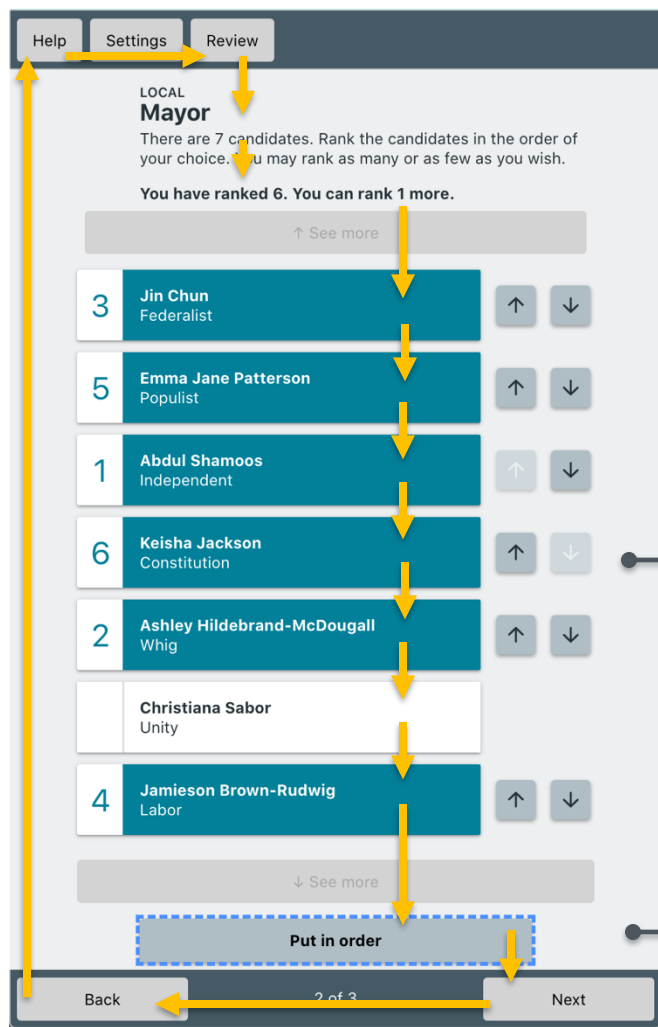 Help Settings Review
LOCAL
Mayor
There are 7 candidates. Rank the candidates in the order of
your choice. You may rank as many or as few as you wish.
You have ranked 6. You can rank 1 more.
↑ See more
3
Jin Chun
Federalist
5
Emma Jane Patterson
Populist
1
Abdul Shamoos
Independent
6
Keisha Jackson
Constitution
2
Ashley Hildebrand-McDougall
Whig
Christiana Sabor
Unity
4
Jamieson Brown-Rudwig
Labor
↓ See more
Put in order
Back 2 of 3 Next